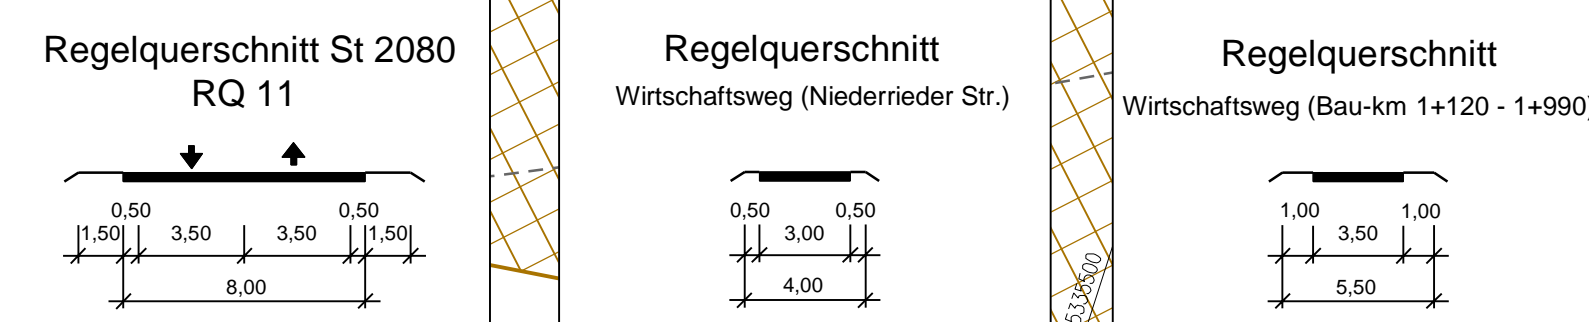 Regelquerschnitt St 2080
RQ 11
0,50 0,50
1,50 3,50 3,50 1,50
8,00
Regelquerschnitt
Wirtschaftsweg (Niederrieder Str.)
0,50 0,50
3,00
4,00
5335500
Regelquerschnitt
Wirtschaftsweg (Bau-km 1+120 - 1+990)
1,00 1,00
3,50
5,50